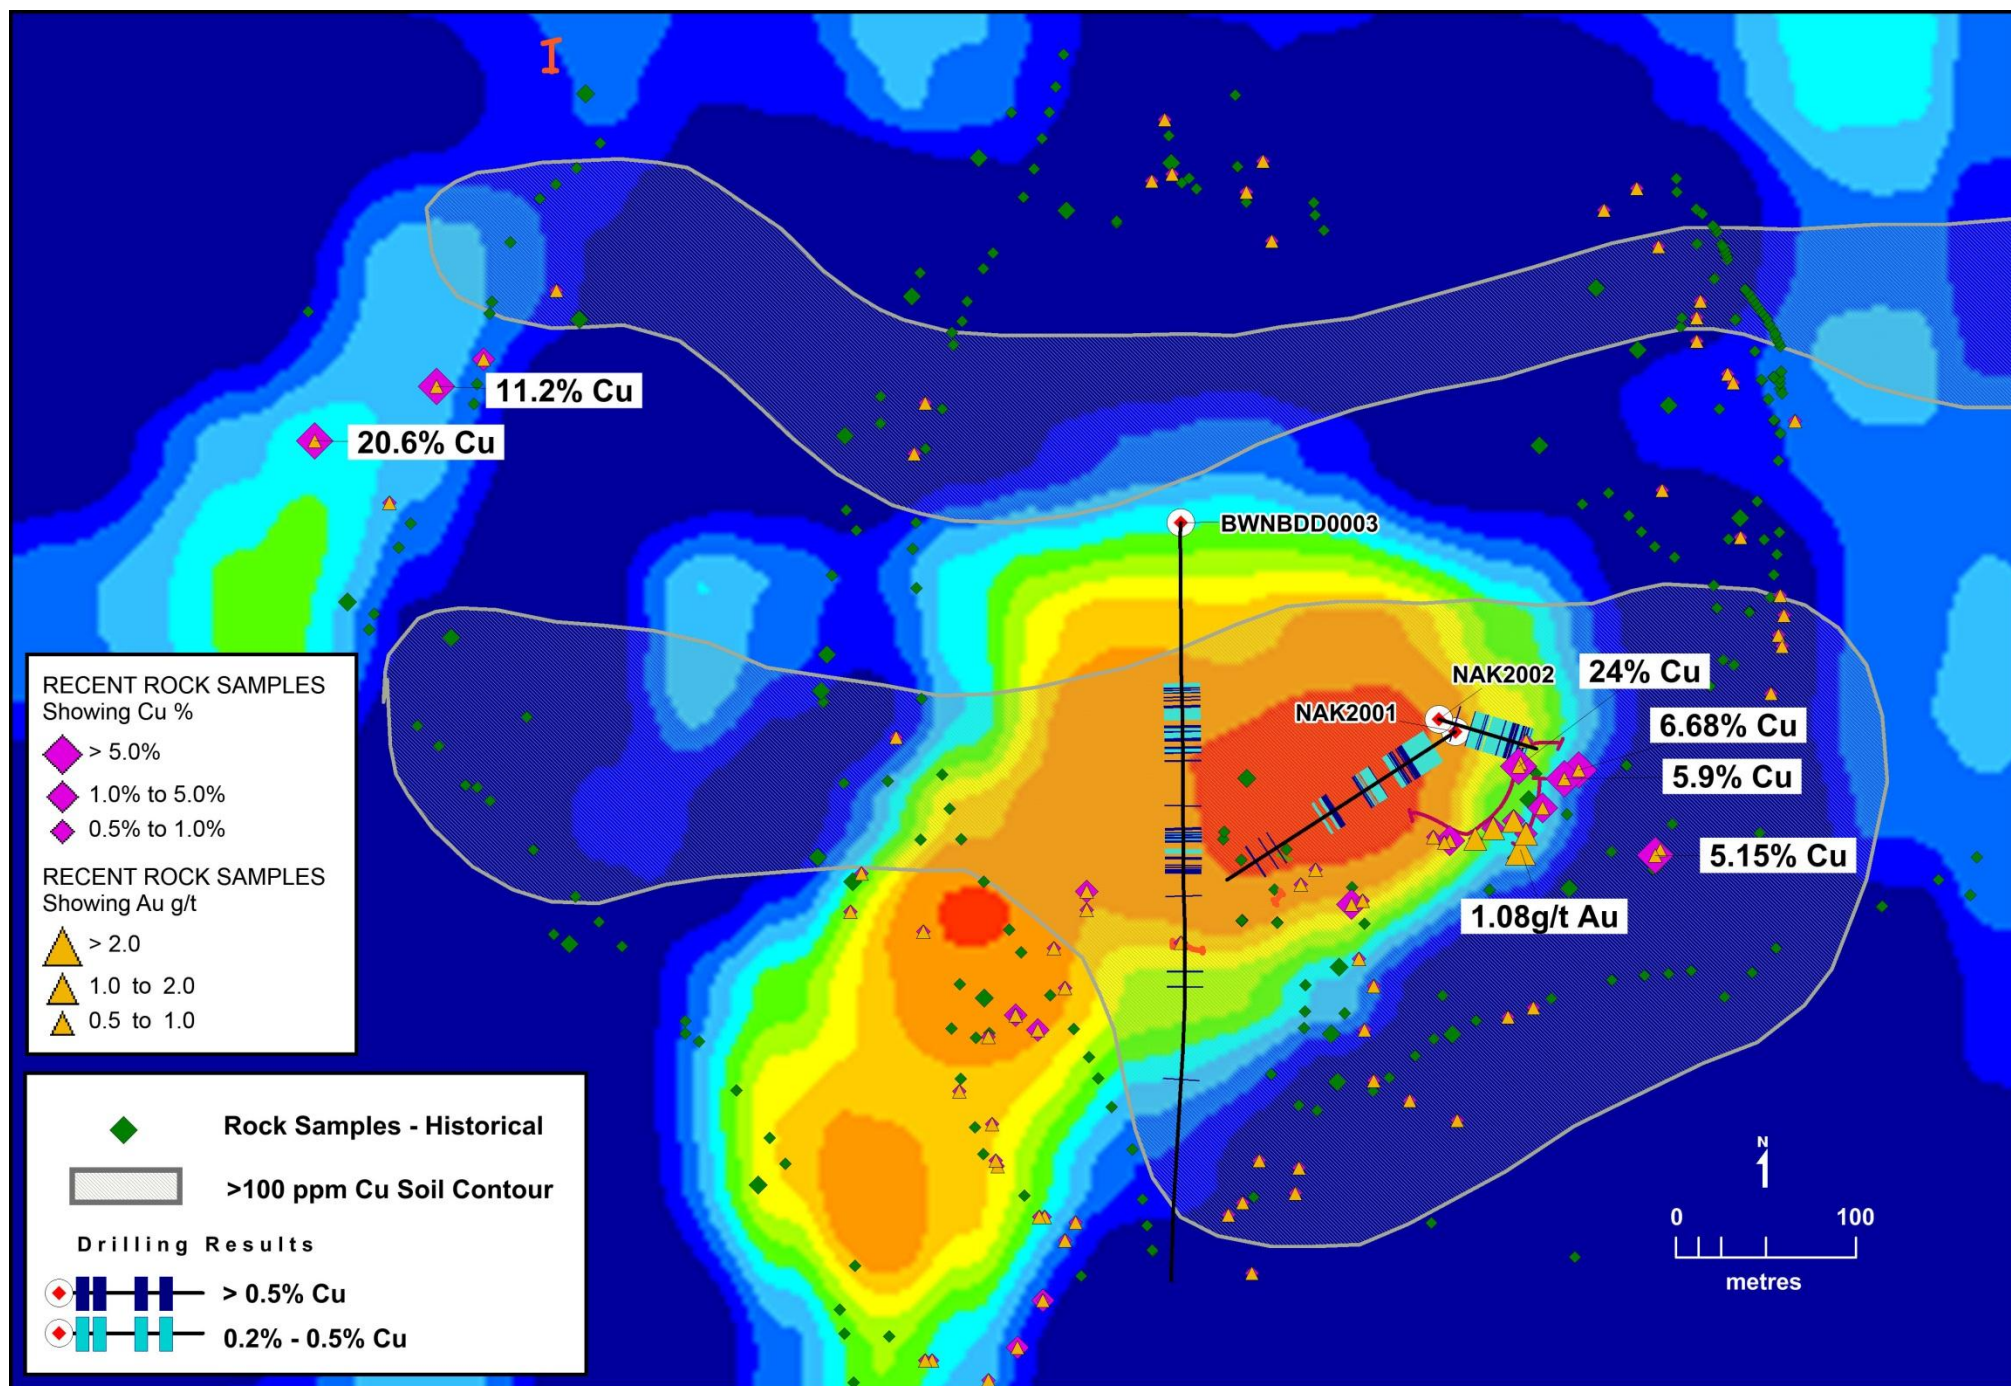 11.2% Cu
20.6% Cu
BWNBDD0003
NAK2002
NAK2001
24% Cu
6.68% Cu
5.9% Cu
5.15% Cu
1.08g/t Au
RECENT ROCK SAMPLES
Showing Cu %
> 5.0%
1.0% to 5.0%
0.5% to 1.0%
RECENT ROCK SAMPLES
Showing Au g/t
> 2.0
1.0 to 2.0
0.5 to 1.0
Rock Samples - Historical
>100 ppm Cu Soil Contour
Drilling Results
> 0.5% Cu
0.2% - 0.5% Cu
N
0 100
metres